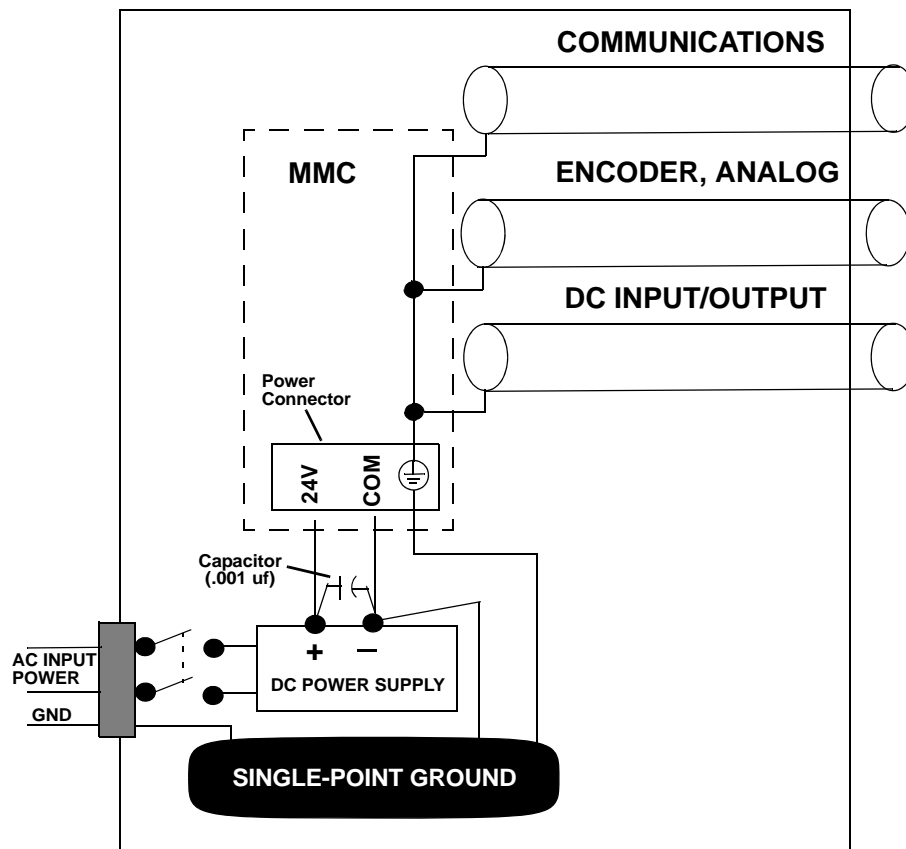 COMMUNICATIONS
MMC
ENCODER, ANALOG
DC INPUT/OUTPUT
Power
Connector
24V
COM
Capacitor
(.001 uf)
+ −
AC INPUT
POWER
DC POWER SUPPLY
GND
SINGLE-POINT GROUND